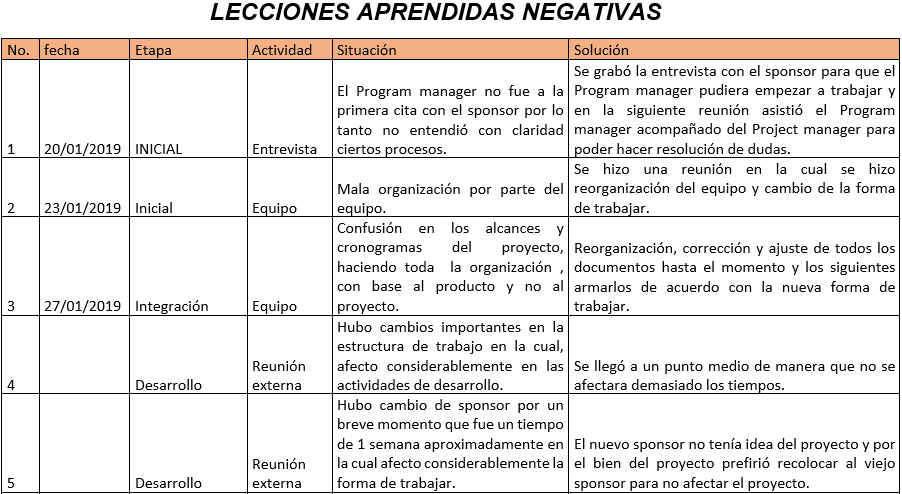 LECCIONES APRENDIDAS NEGATIVAS
No. fecha Etapa Actividad Situación Solución
1 20/01/2019 INICIAL Entrevista
El Program manager no fue a la
primera cita con el sponsor por lo
tanto no entendió con claridad
ciertos procesos.
Se grabó la entrevista con el sponsor para que el
Program manager pudiera empezar a trabajar y
en la siguiente reunión asistió el Program
manager acompañado del Project manager para
poder hacer resolución de dudas.
2 23/01/2019 Inicial Equipo
Mala organización por parte del
equipo.
Se hizo una reunión en la cual se hizo
reorganización del equipo y cambio de la forma
de trabajar.
3 27/01/2019 Integración Equipo
Confusión en los alcances y
cronogramas del proyecto,
haciendo toda la organización ,
con base al producto y no al
proyecto.
Reorganización, corrección y ajuste de todos los
documentos hasta el momento y los siguientes
armarlos de acuerdo con la nueva forma de
trabajar.
4 Desarrollo
Reunión
externa
Hubo cambios importantes en la
estructura de trabajo en la cual,
afecto considerablemente en las
actividades de desarrollo.
Se llegó a un punto medio de manera que no se
afectara demasiado los tiempos.
5 Desarrollo
Reunión
externa
Hubo cambio de sponsor por un
breve momento que fue un tiempo
de 1 semana aproximadamente en
la cual afecto considerablemente la
forma de trabajar.
El nuevo sponsor no tenía idea del proyecto y por
el bien del proyecto prefirió recolocar al viejo
sponsor para no afectar el proyecto.